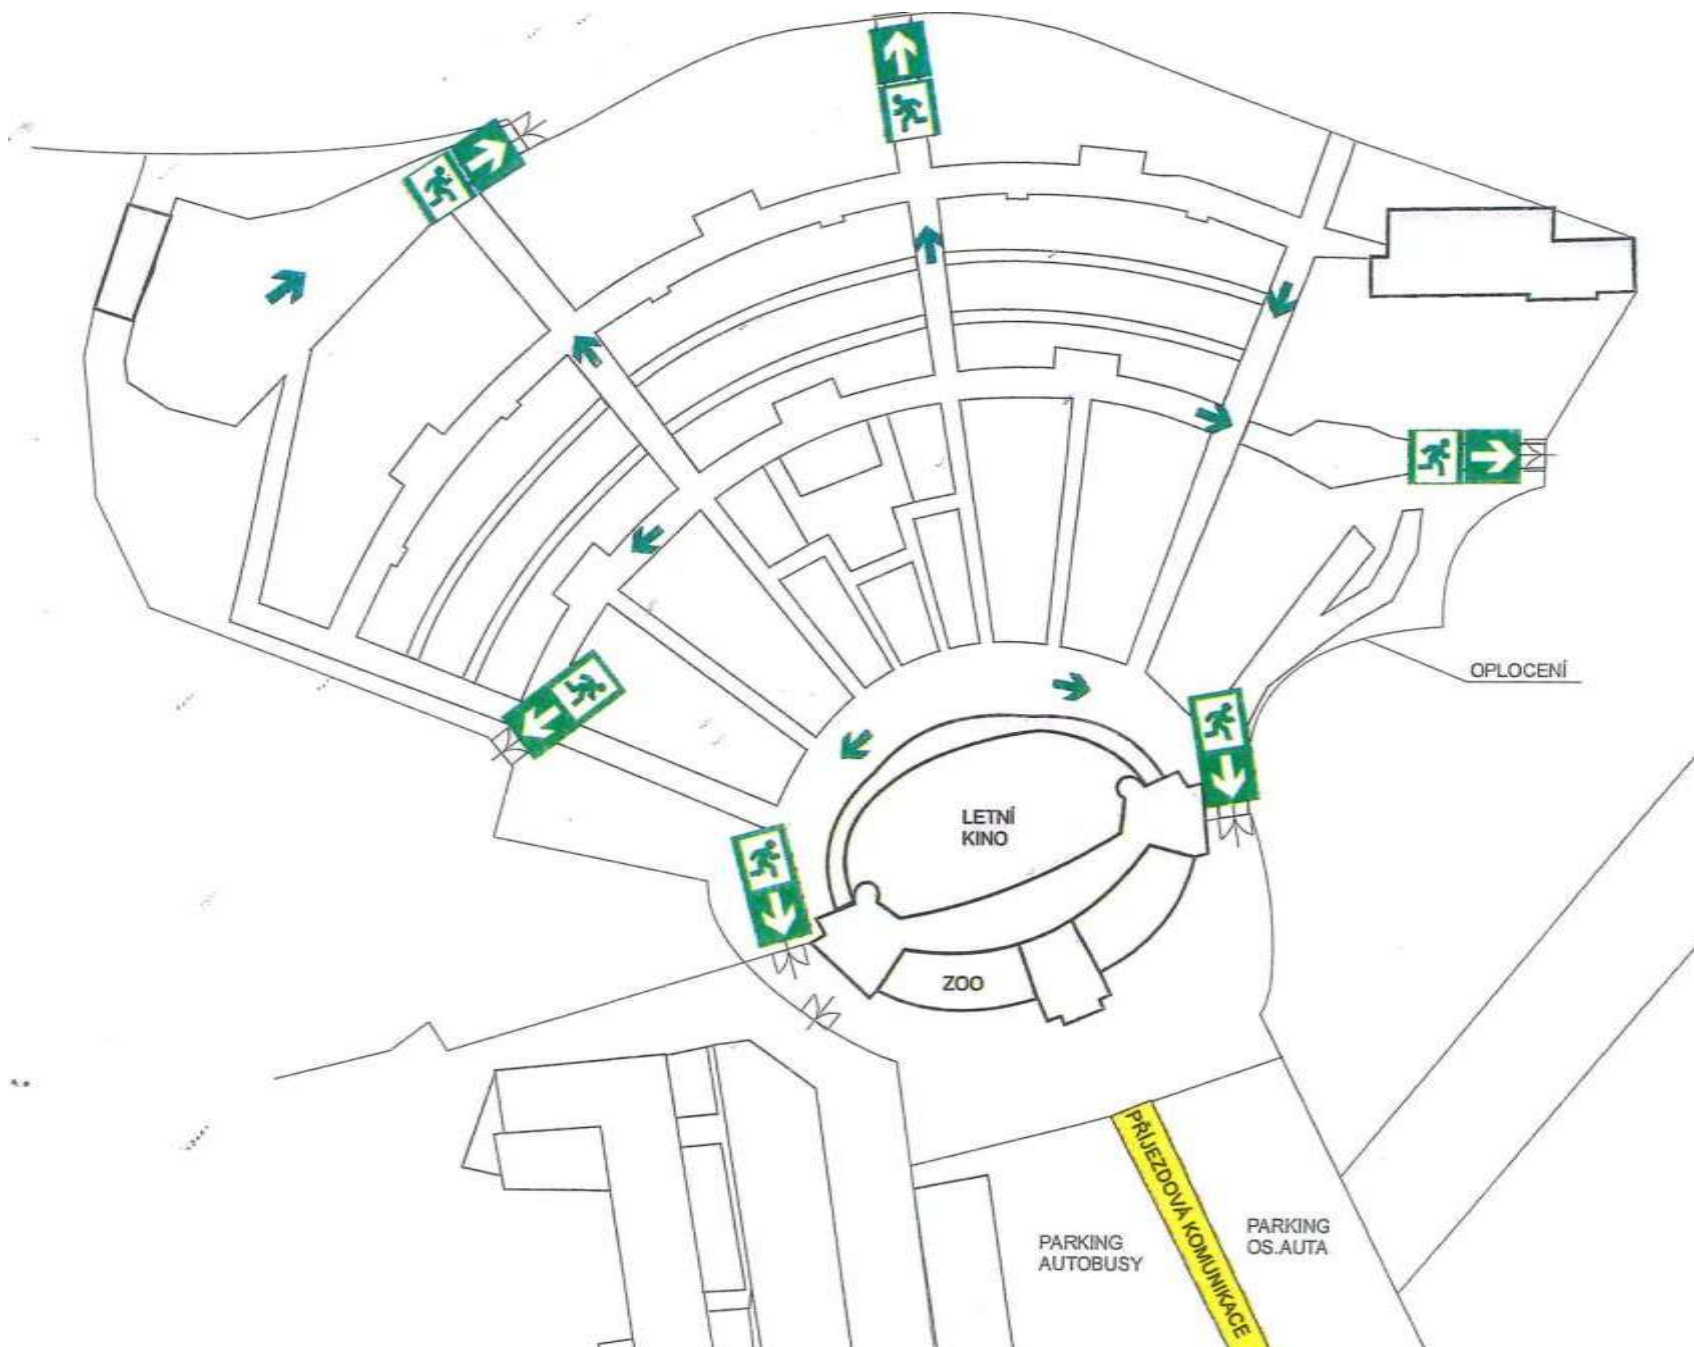 OPLOCENÍ
LETNÍ
KINO
ZOO
PŘÍJEZDOVÁ KOMUNIKACE
PARKING
AUTOBUSY
PARKING
OS.AUTA